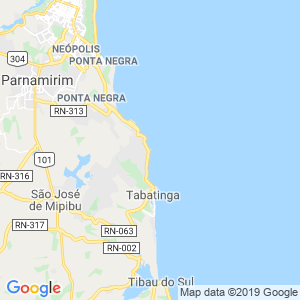 NEÓPOLIS
PONTA NEGRA
304
Parnamirim
PONTA NEGRA
RN-313
101
RN-316
São José
de Mipibu
Tabatinga
RN-317
RN-063
RN-002
Tibau do Sul
Google
Map data ©2019 Google